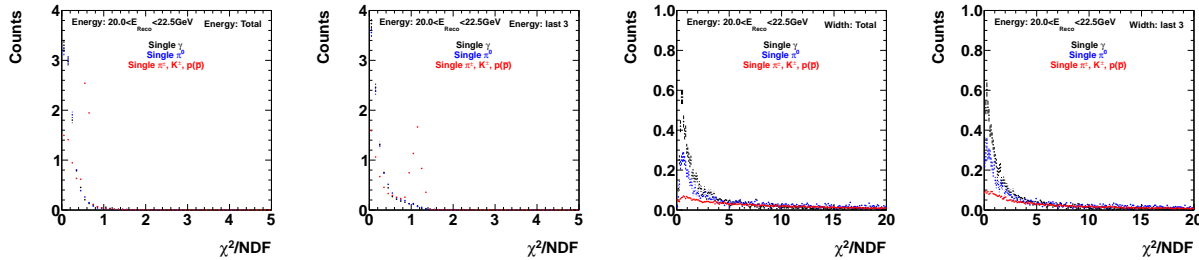 Counts
Energy: 20.0<E_Reco <22.5GeV Energy: Total
Single γ
Single π⁰
Single π±, K±, p(p̄)
4
3
2
1
0
0 1 2 3 4 5
χ²/NDF
Counts
Energy: 20.0<E_Reco <22.5GeV Energy: last 3
Single γ
Single π⁰
Single π±, K±, p(p̄)
4
3
2
1
0
0 1 2 3 4 5
χ²/NDF
Counts
Energy: 20.0<E_Reco <22.5GeV Width: Total
Single γ
Single π⁰
Single π±, K±, p(p̄)
1.0
0.8
0.6
0.4
0.2
0.0
0 5 10 15 20
χ²/NDF
Counts
Energy: 20.0<E_Reco <22.5GeV Width: last 3
Single γ
Single π⁰
Single π±, K±, p(p̄)
1.0
0.8
0.6
0.4
0.2
0.0
0 5 10 15 20
χ²/NDF